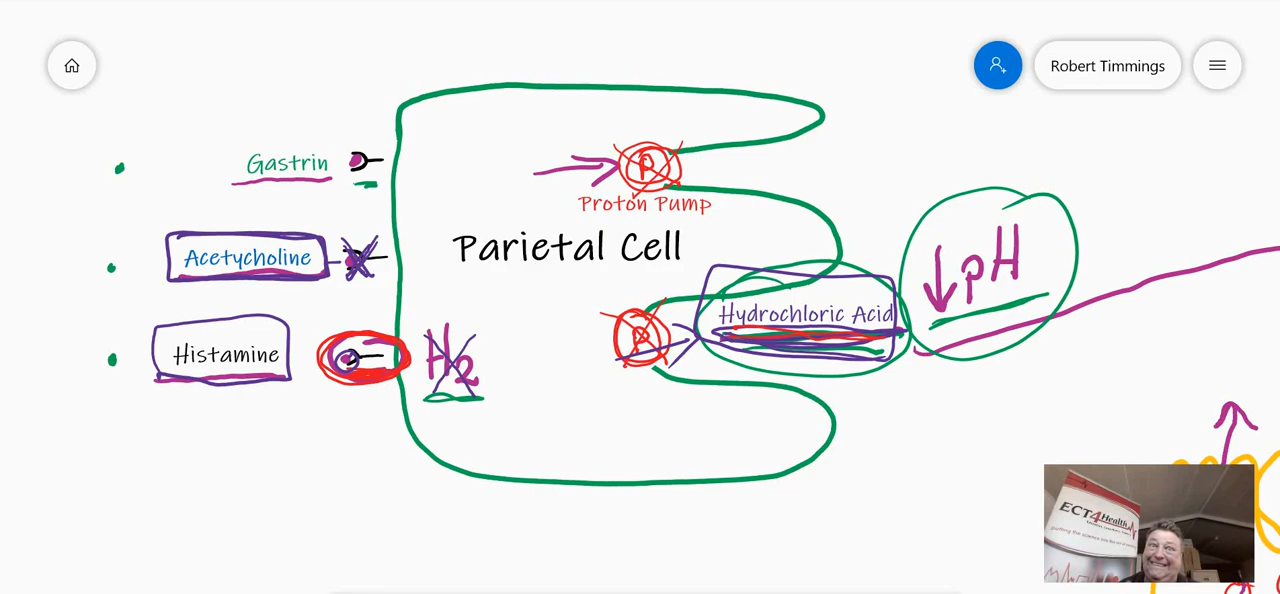 Robert Timmings
Gastrin
P
Proton Pump
Acetycholine
Parietal Cell
↓pH
Hydrochloric Acid
Histamine
H2
P
ECT4Health